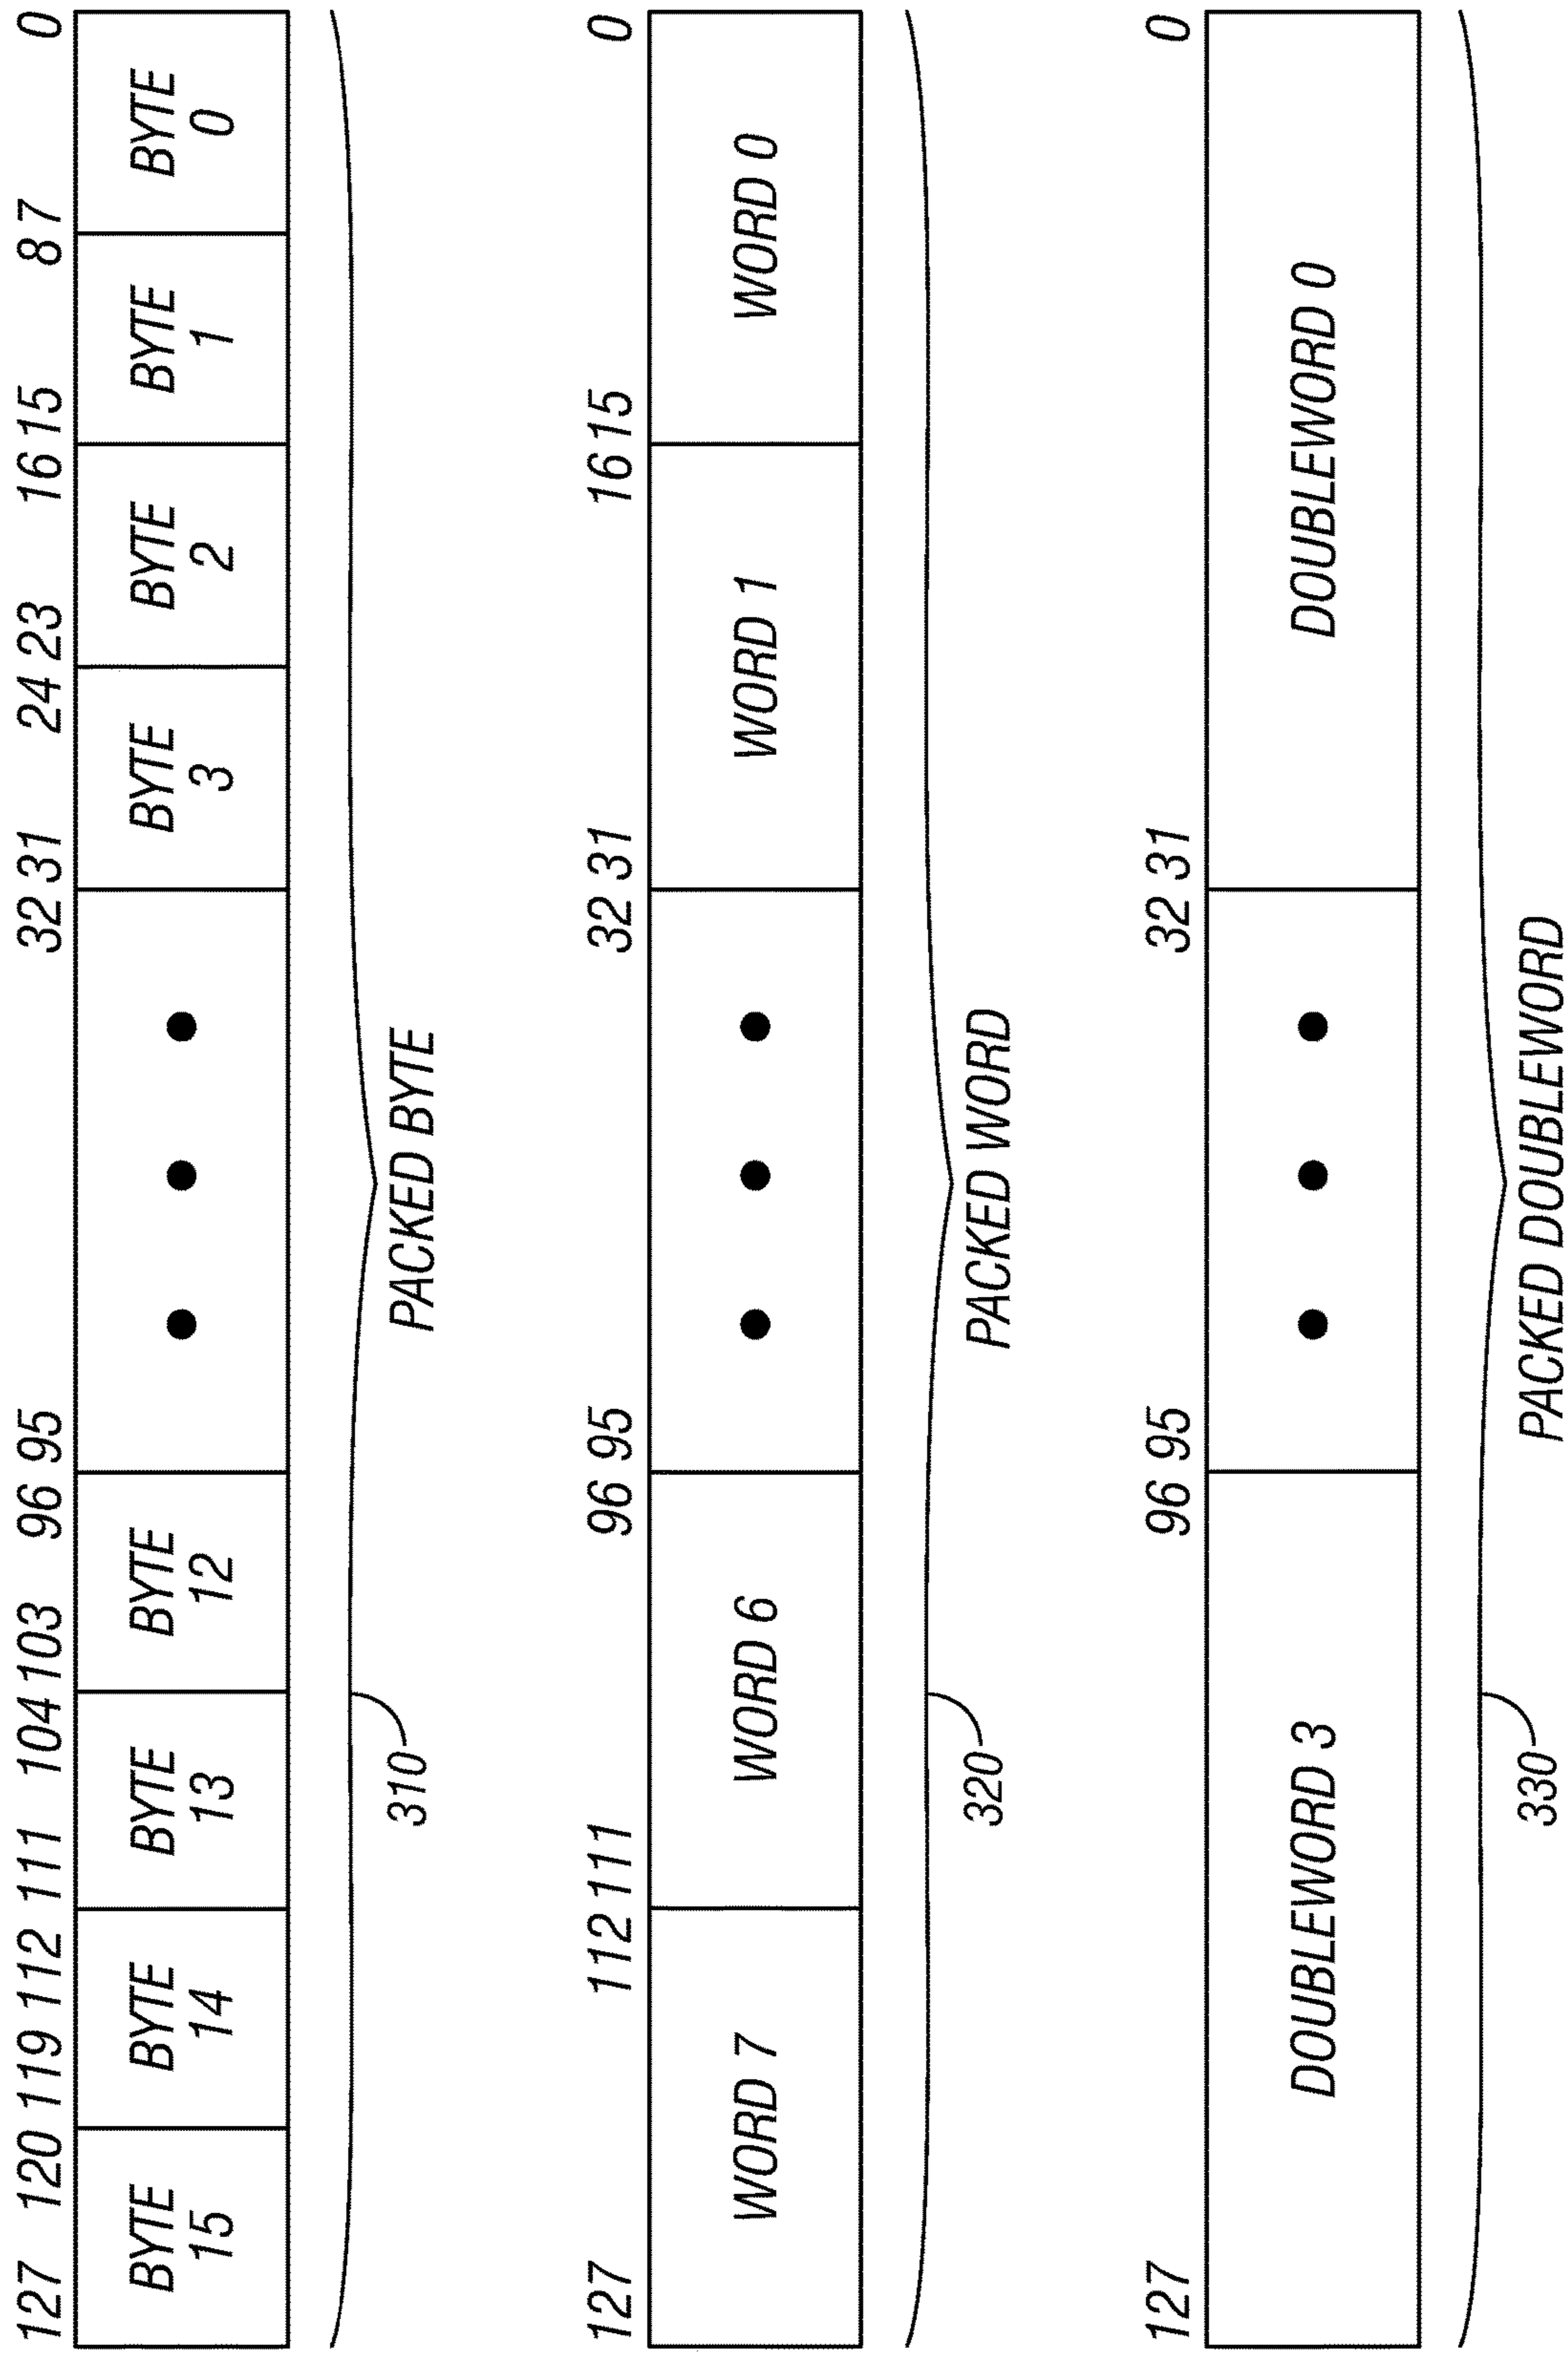 127 120 119 112 111 104 103 96 95 32 31 24 23 16 15 8 7 0
BYTE 15
BYTE 14
BYTE 13
BYTE 12
BYTE 3
BYTE 2
BYTE 1
BYTE 0
310
PACKED BYTE
127 112 111 96 95 32 31 16 15 0
WORD 7 WORD 6 WORD 1 WORD 0
320
PACKED WORD
127 96 95 32 31 0
DOUBLEWORD 3 DOUBLEWORD 0
330
PACKED DOUBLEWORD